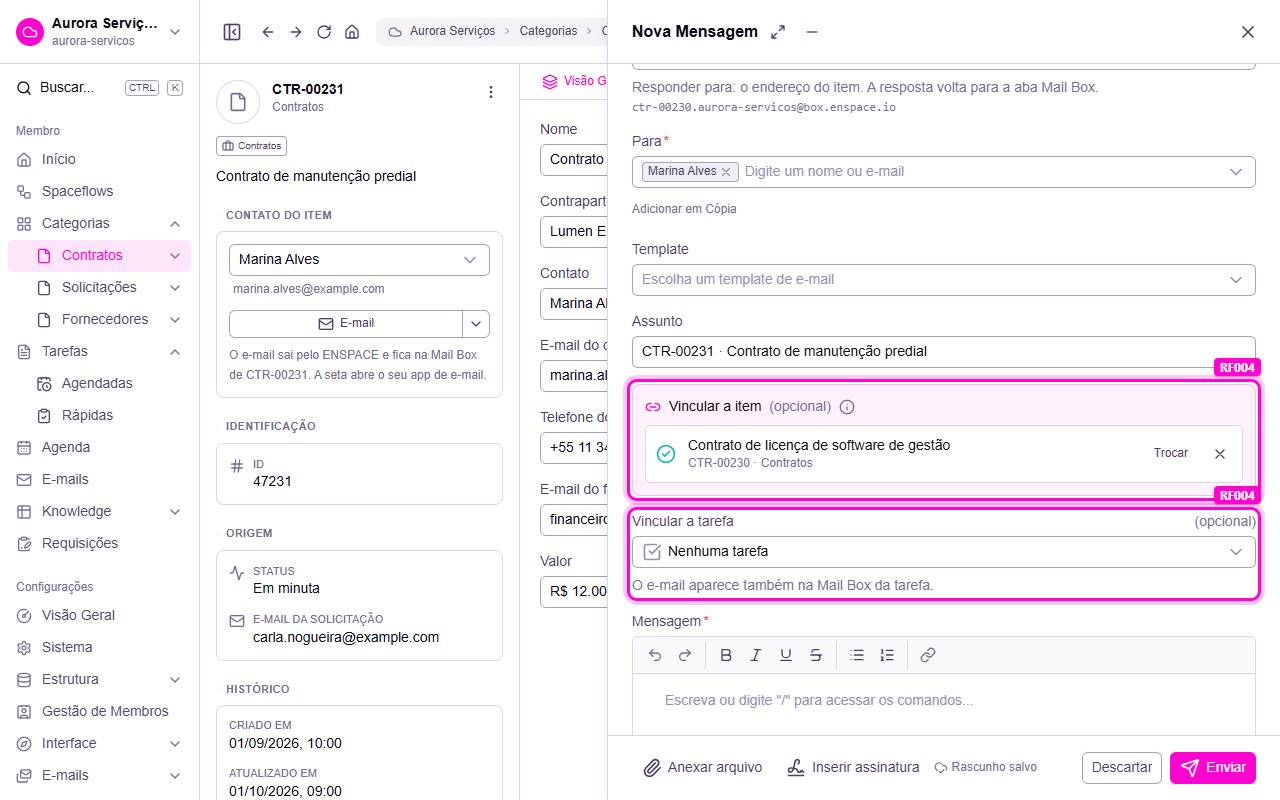 Aurora Serviç...
aurora-servicos
Buscar...
CTRL
K
Membro
Início
Spaceflows
Categorias
Contratos
Solicitações
Fornecedores
Tarefas
Agendadas
Rápidas
Agenda
E-mails
Knowledge
Requisições
Configurações
Visão Geral
Sistema
Estrutura
Gestão de Membros
Interface
E-mails
Aurora Serviços
Categorias
CTR-00231
Contratos
Contratos
Contrato de manutenção predial
CONTATO DO ITEM
Marina Alves
marina.alves@example.com
E-mail
O e-mail sai pelo ENSPACE e fica na Mail Box
de CTR-00231. A seta abre o seu app de e-mail.
IDENTIFICAÇÃO
ID
47231
ORIGEM
STATUS
Em minuta
E-MAIL DA SOLICITAÇÃO
carla.nogueira@example.com
HISTÓRICO
CRIADO EM
01/09/2026, 10:00
ATUALIZADO EM
01/10/2026, 09:00
Visão G
Nome
Contrato
Contrapart
Lumen E
Contato
Marina Al
E-mail do c
marina.al
Telefone do
+55 11 34
E-mail do f
financeiro
Valor
R$ 12.00
Nova Mensagem
Responder para: o endereço do item. A resposta volta para a aba Mail Box.
ctr-00230.aurora-servicos@box.enspace.io
Para*
Marina Alves
Digite um nome ou e-mail
Adicionar em Cópia
Template
Escolha um template de e-mail
Assunto
CTR-00231 · Contrato de manutenção predial
RF004
Vincular a item (opcional)
Contrato de licença de software de gestão
CTR-00230 · Contratos
Trocar
RF004
Vincular a tarefa
(opcional)
Nenhuma tarefa
O e-mail aparece também na Mail Box da tarefa.
Mensagem*
Escreva ou digite "/" para acessar os comandos...
Anexar arquivo
Inserir assinatura
Rascunho salvo
Descartar
Enviar